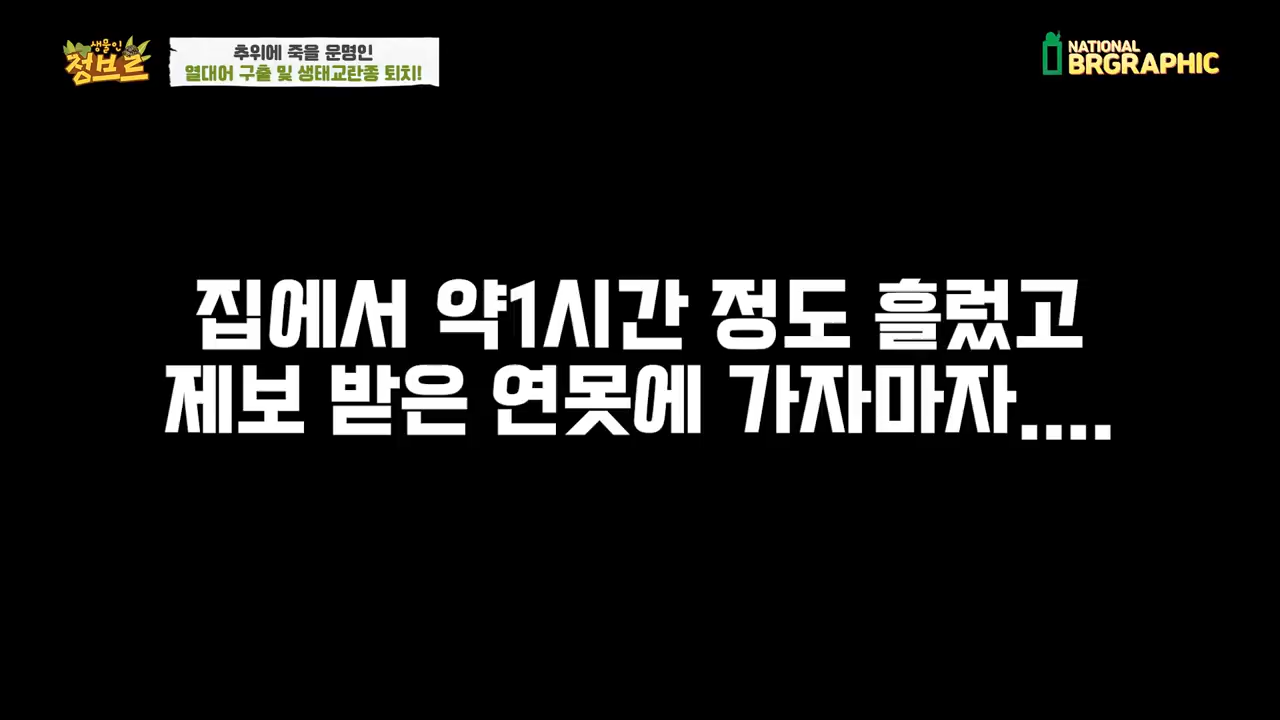 생물인
정브르
추위에 죽을 운명인
열대어 구출 및 생태교란종 퇴치!
NATIONAL
BRGRAPHIC
집에서 약1시간 정도 흘렀고
제보 받은 연못에 가자마자....